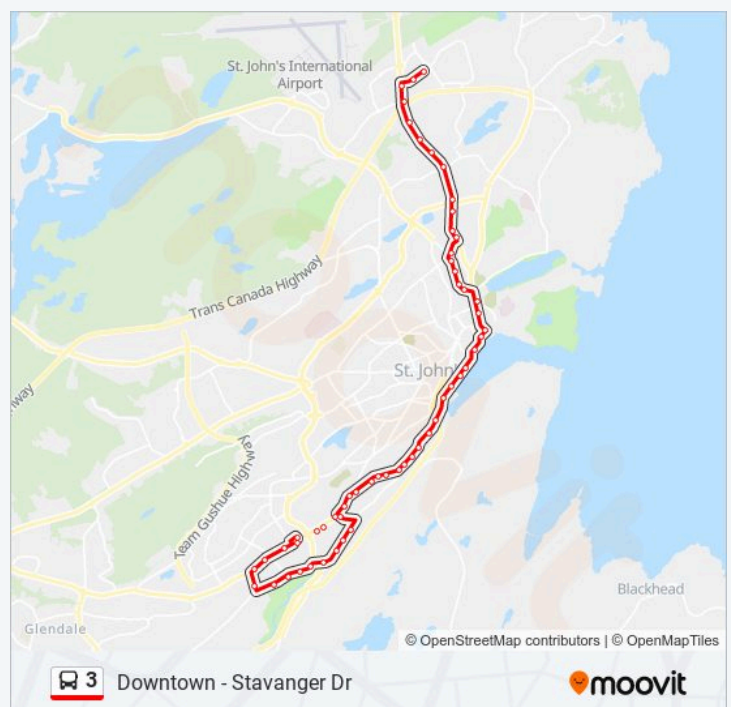 St. John's International
Airport
Trans Canada Highway
St. John'
way
Team Gushue Highway
Blackhead
Glendale
© OpenStreetMap contributors | © OpenMapTiles
3 Downtown - Stavanger Dr
moovit